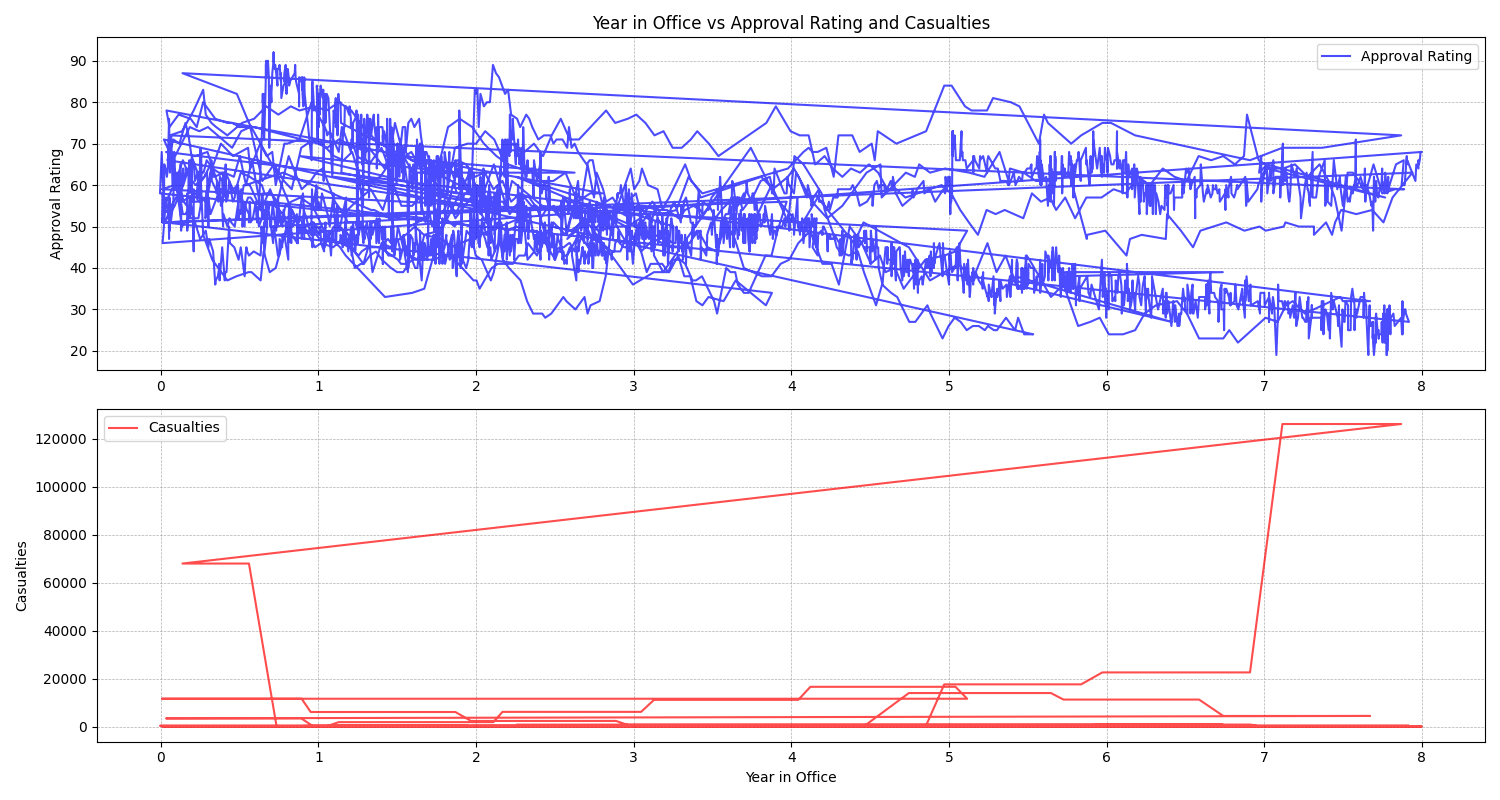 Year in Office vs Approval Rating and Casualties
Approval Rating
Approval Rating
90
80
70
60
50
40
30
20
0 1 2 3 4 5 6 7 8
Casualties
Casualties
120000
100000
80000
60000
40000
20000
0
0 1 2 3 4 5 6 7 8
Year in Office